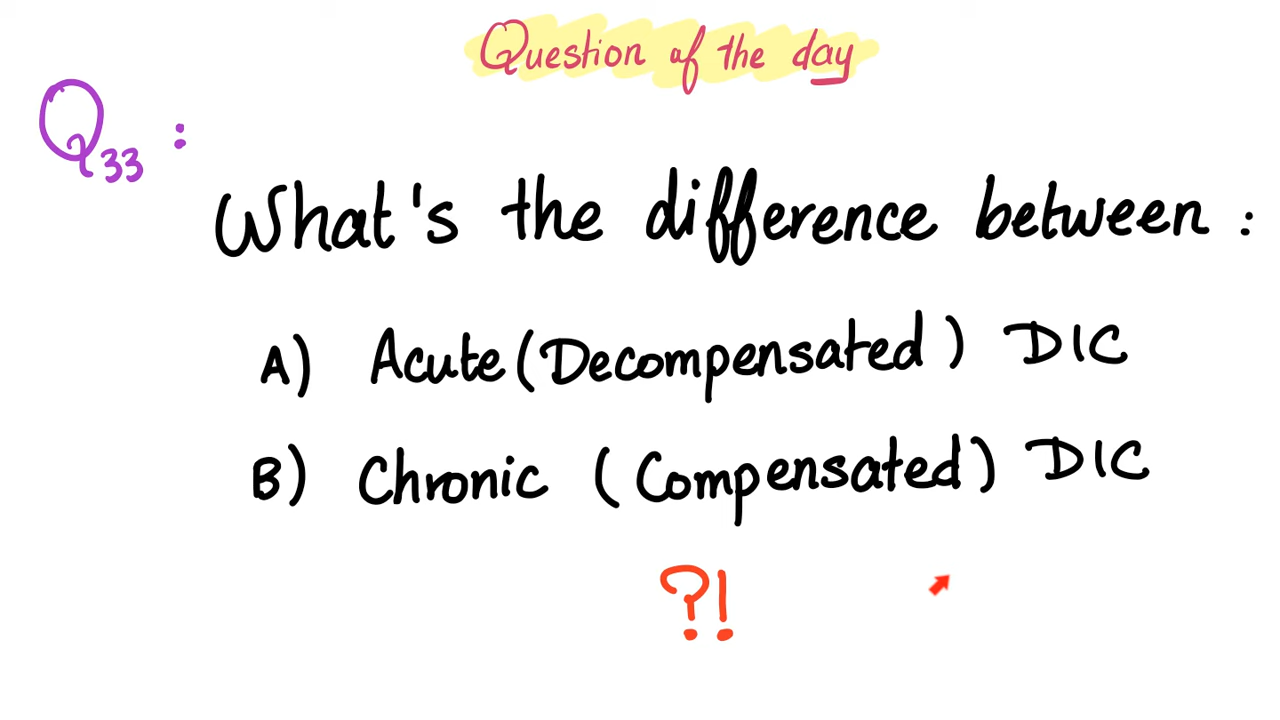 Question of the day
Q33 :
What's the difference between :
A) Acute (Decompensated) DIC
B) Chronic (Compensated) DIC
?!